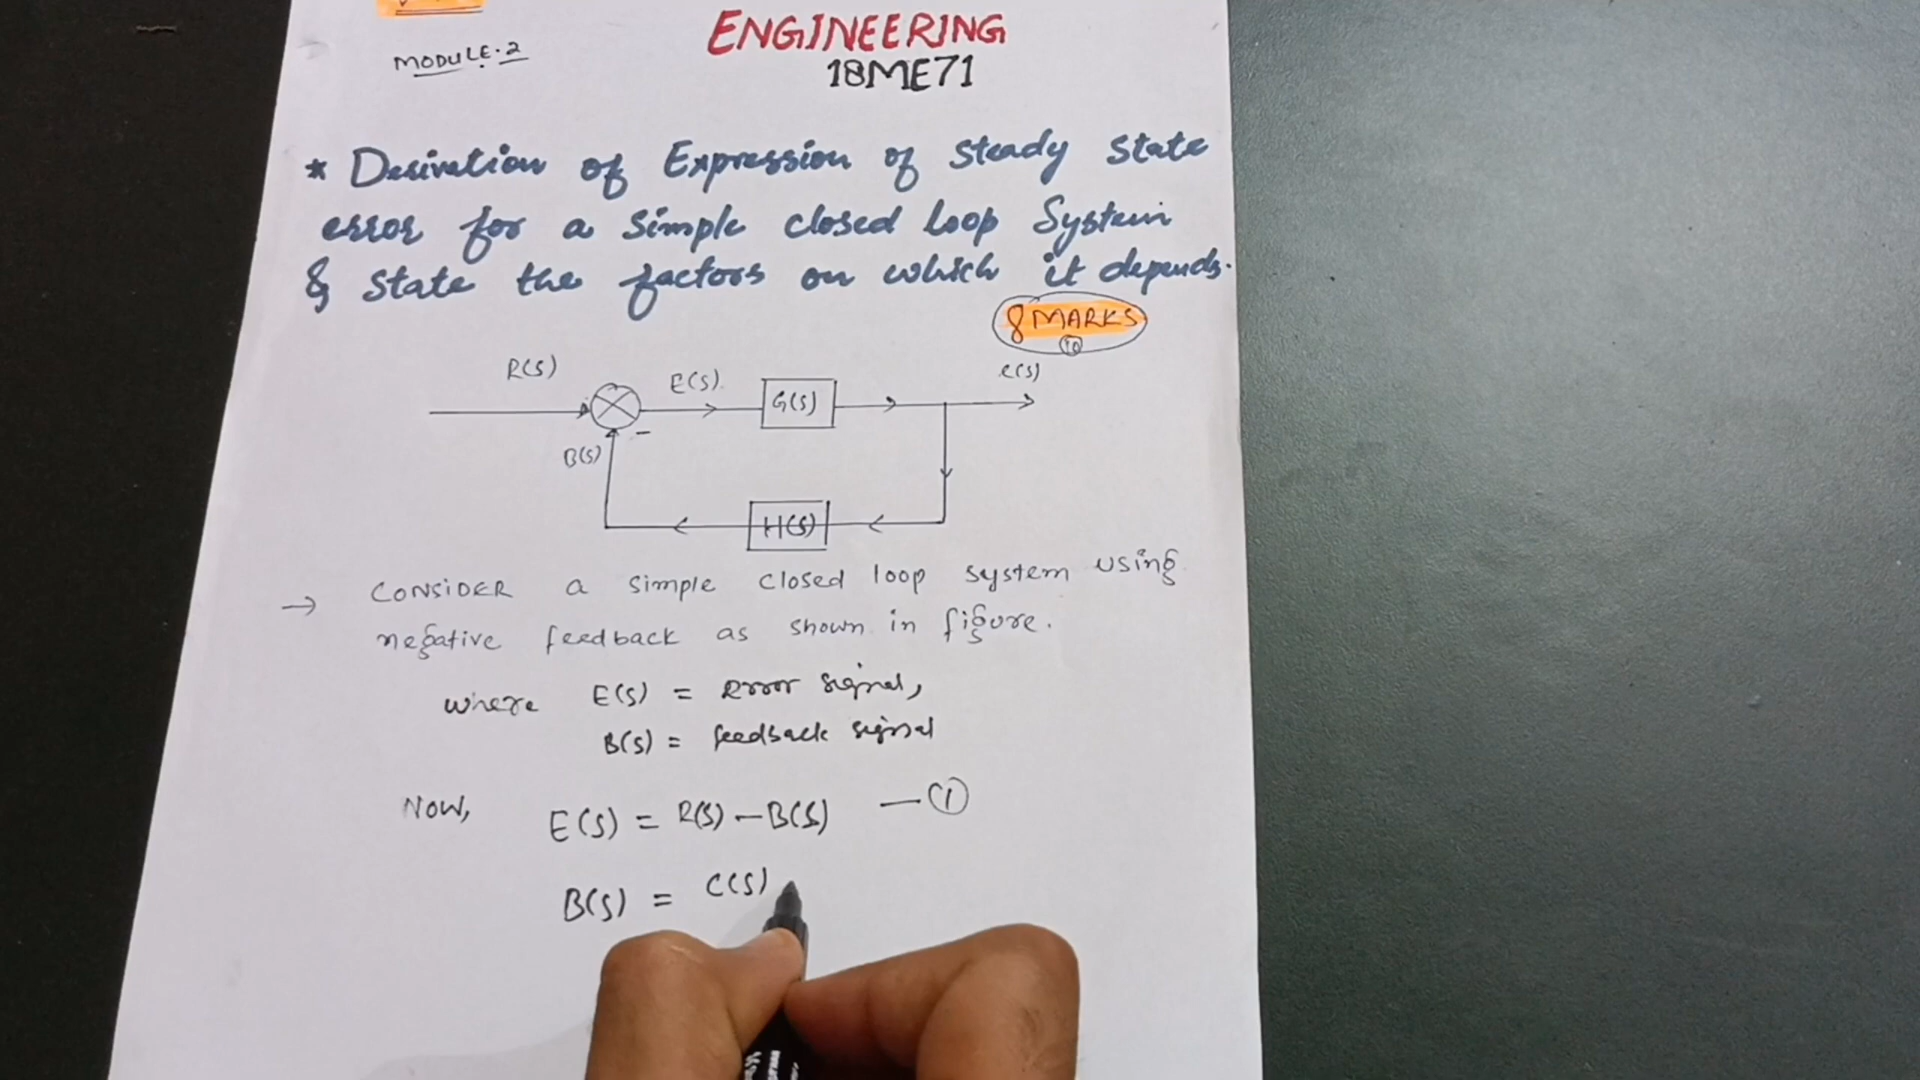 MODULE-2
ENGINEERING
18ME71
* Derivation of Expression of Steady State
error for a Simple closed loop System
& State the factors on which it depends.
8 MARKS
10
R(S)
E(S)
G(S)
C(S)
B(S)
-
H(S)
→ CONSIDER a simple closed loop system using
negative feedback as shown in figure.
where E(S) = error signal,
B(S) = feedback signal
NOW,
E(S) = R(S) - B(S) — ①
B(S) = C(S)